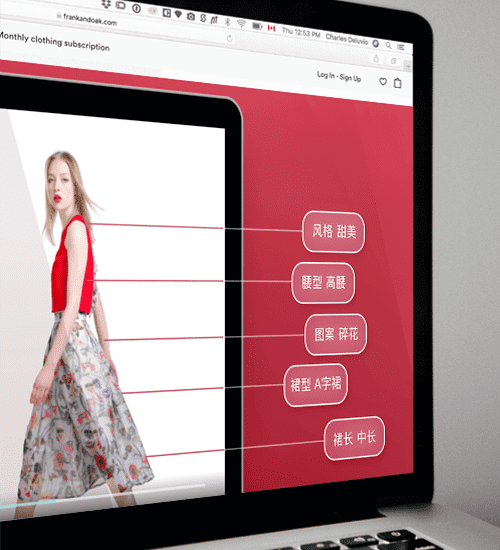 Thu 12:53 PM Charles Deluvio
frankandoak.com
Monthly clothing subscription
Log In - Sign Up
风格 甜美
腰型 高腰
图案 碎花
裙型 A字裙
裙长 中长